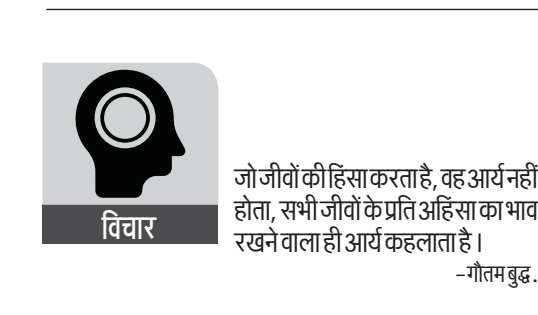 विचार
जो जीवों की हिंसा करता है, वह आर्य नहीं
होता, सभी जीवों के प्रति अहिंसा का भाव
रखने वाला ही आर्य कहलाता है।
-गौतम बुद्ध.